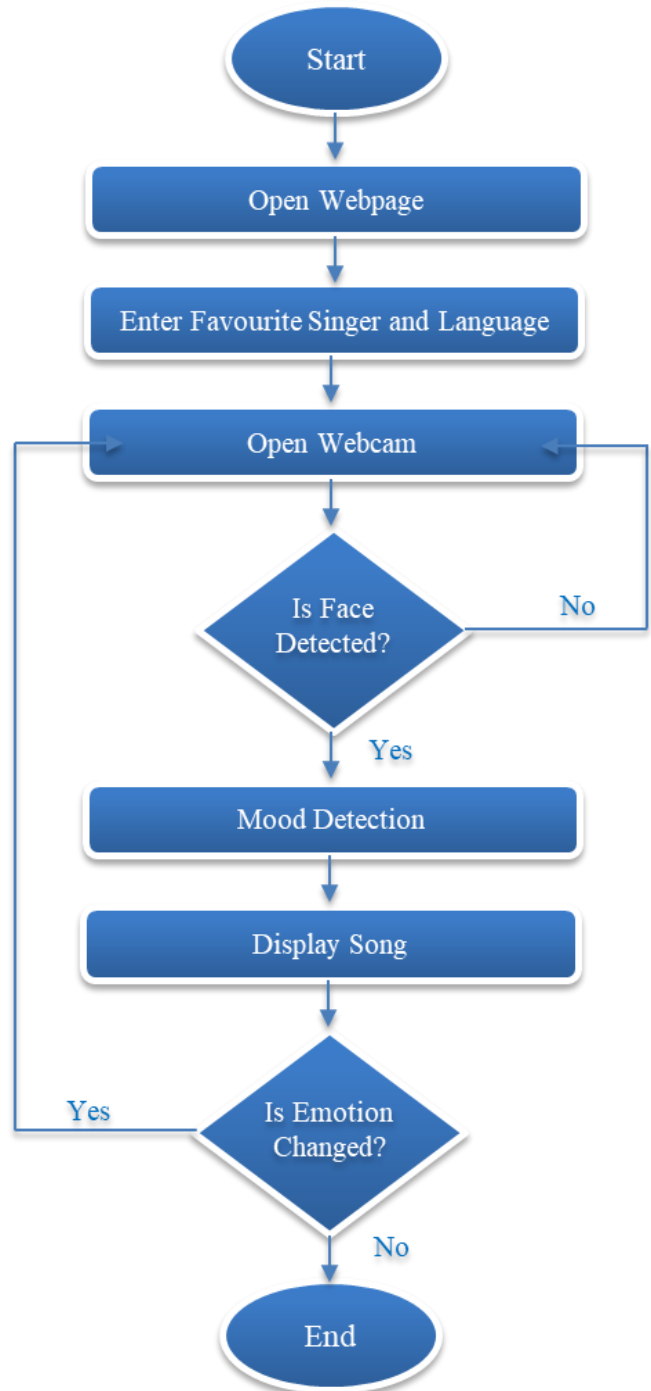 Start
Open Webpage
Enter Favourite Singer and Language
Open Webcam
Is Face
Detected?
No
Yes
Mood Detection
Display Song
Is Emotion
Changed?
Yes
No
End